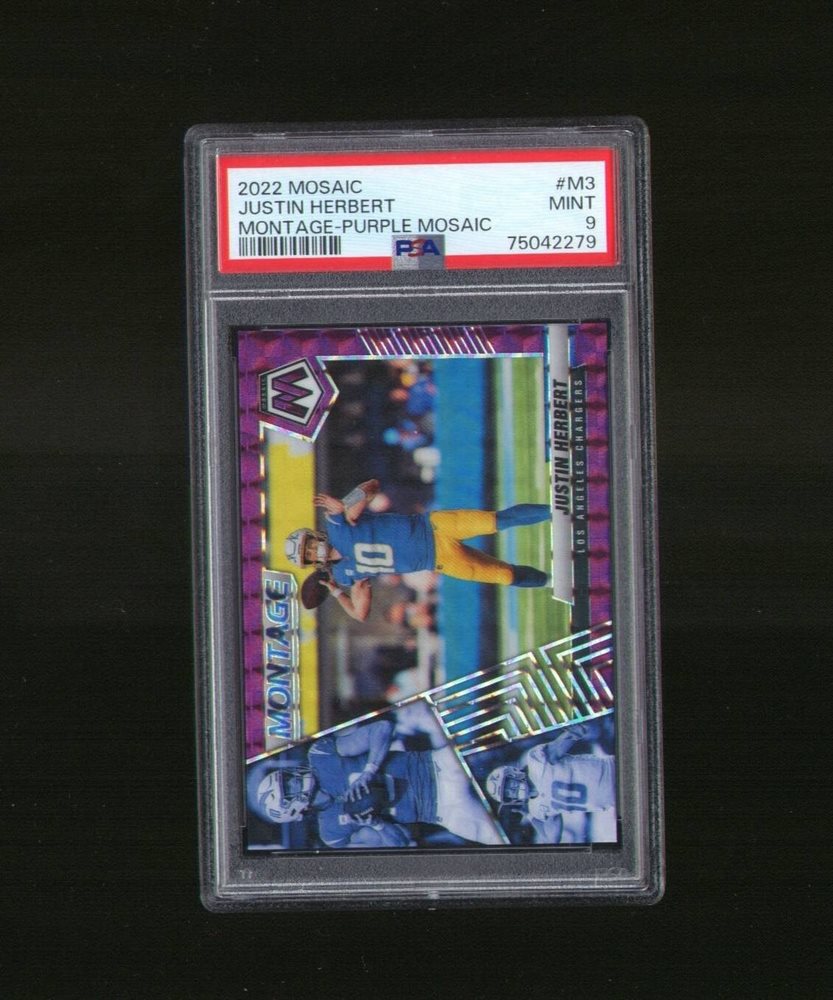 2022 MOSAIC #M3
JUSTIN HERBERT MINT
MONTAGE-PURPLE MOSAIC 9
PSA 75042279
MONTAGE
10
JUSTIN HERBERT
LOS ANGELES CHARGERS
10